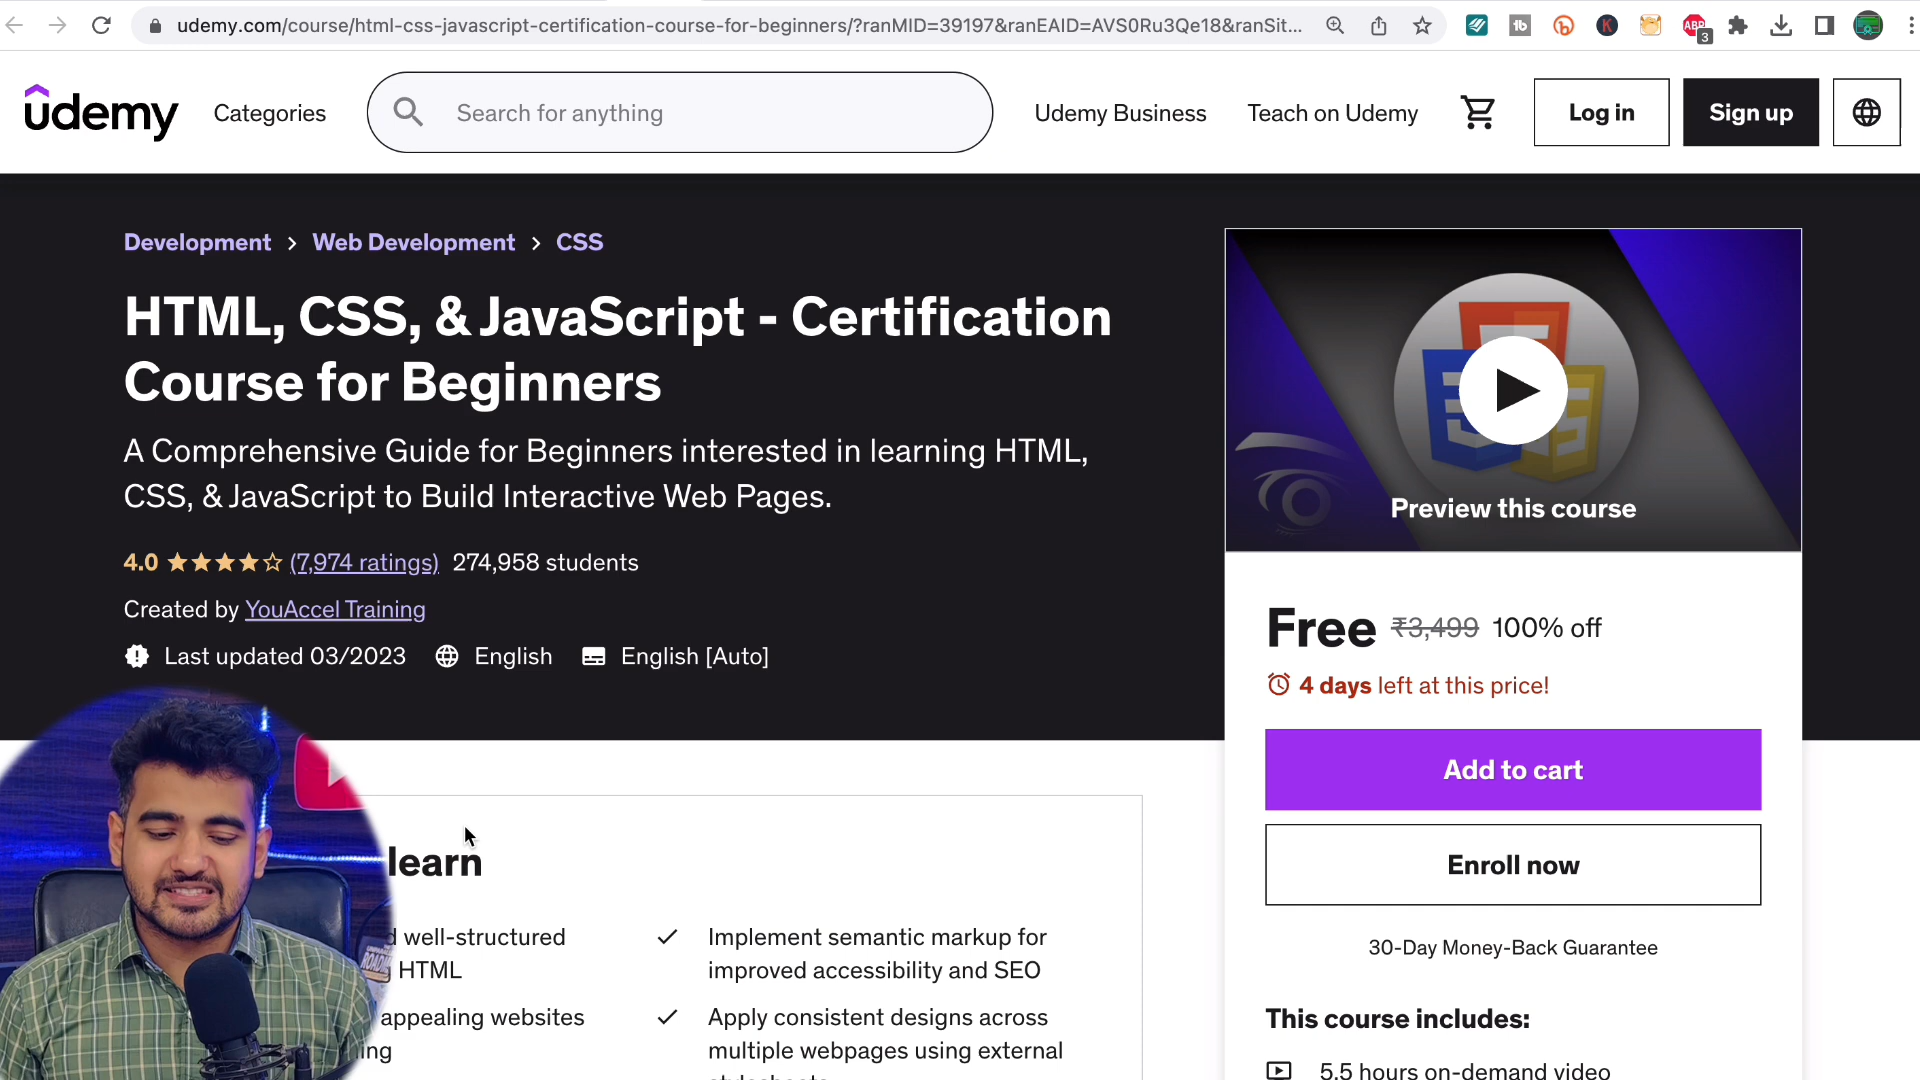 udemy.com/course/html-css-javascript-certification-course-for-beginners/?ranMID=39197&ranEAID=AVS0Ru3Qe18&ranSit...
tb
K
ABP
3
udemy
Categories
Search for anything
Udemy Business
Teach on Udemy
Log in
Sign up
Development > Web Development > CSS
HTML, CSS, & JavaScript - Certification
Course for Beginners
A Comprehensive Guide for Beginners interested in learning HTML,
CSS, & JavaScript to Build Interactive Web Pages.
4.0 (7,974 ratings) 274,958 students
Created by YouAccel Training
Last updated 03/2023 English English [Auto]
Preview this course
Free ₹3,499 100% off
4 days left at this price!
Add to cart
Enroll now
30-Day Money-Back Guarantee
This course includes:
5.5 hours on-demand video
learn
well-structured
HTML
appealing websites
Implement semantic markup for
improved accessibility and SEO
Apply consistent designs across
multiple webpages using external